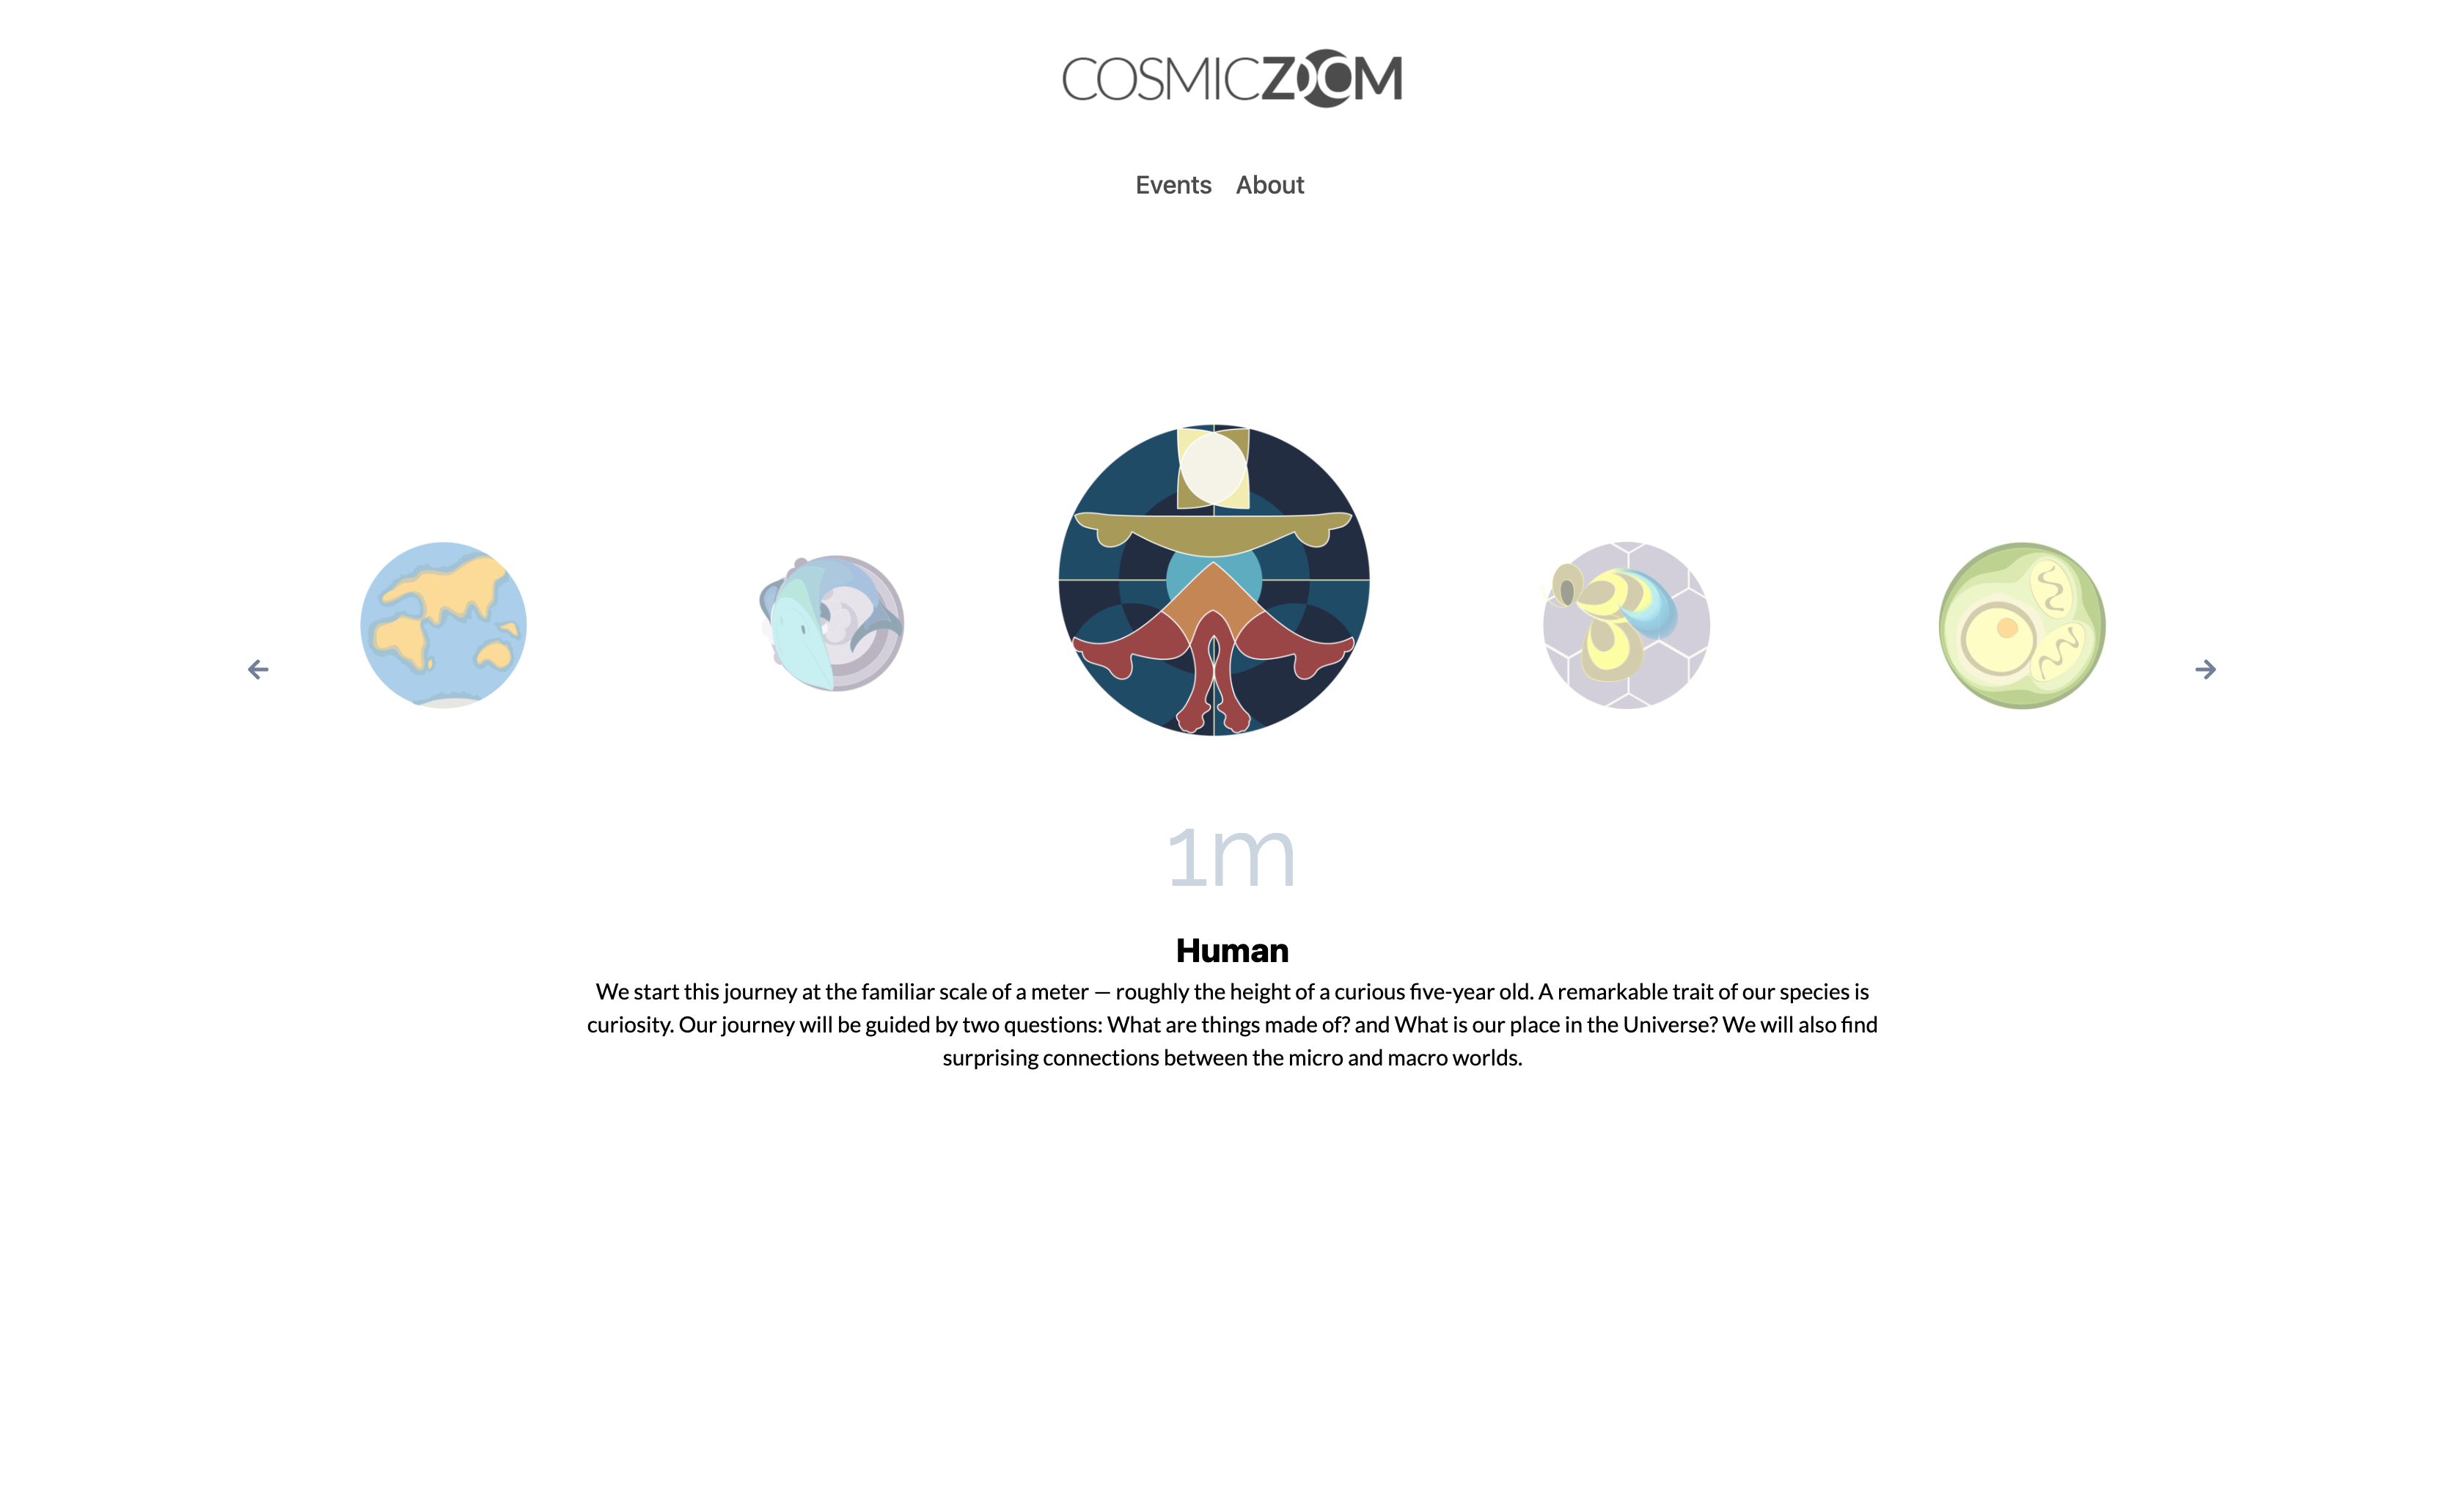 COSMICZOOM
Events About
1m
Human
We start this journey at the familiar scale of a meter — roughly the height of a curious five-year old. A remarkable trait of our species is
curiosity. Our journey will be guided by two questions: What are things made of? and What is our place in the Universe? We will also find
surprising connections between the micro and macro worlds.